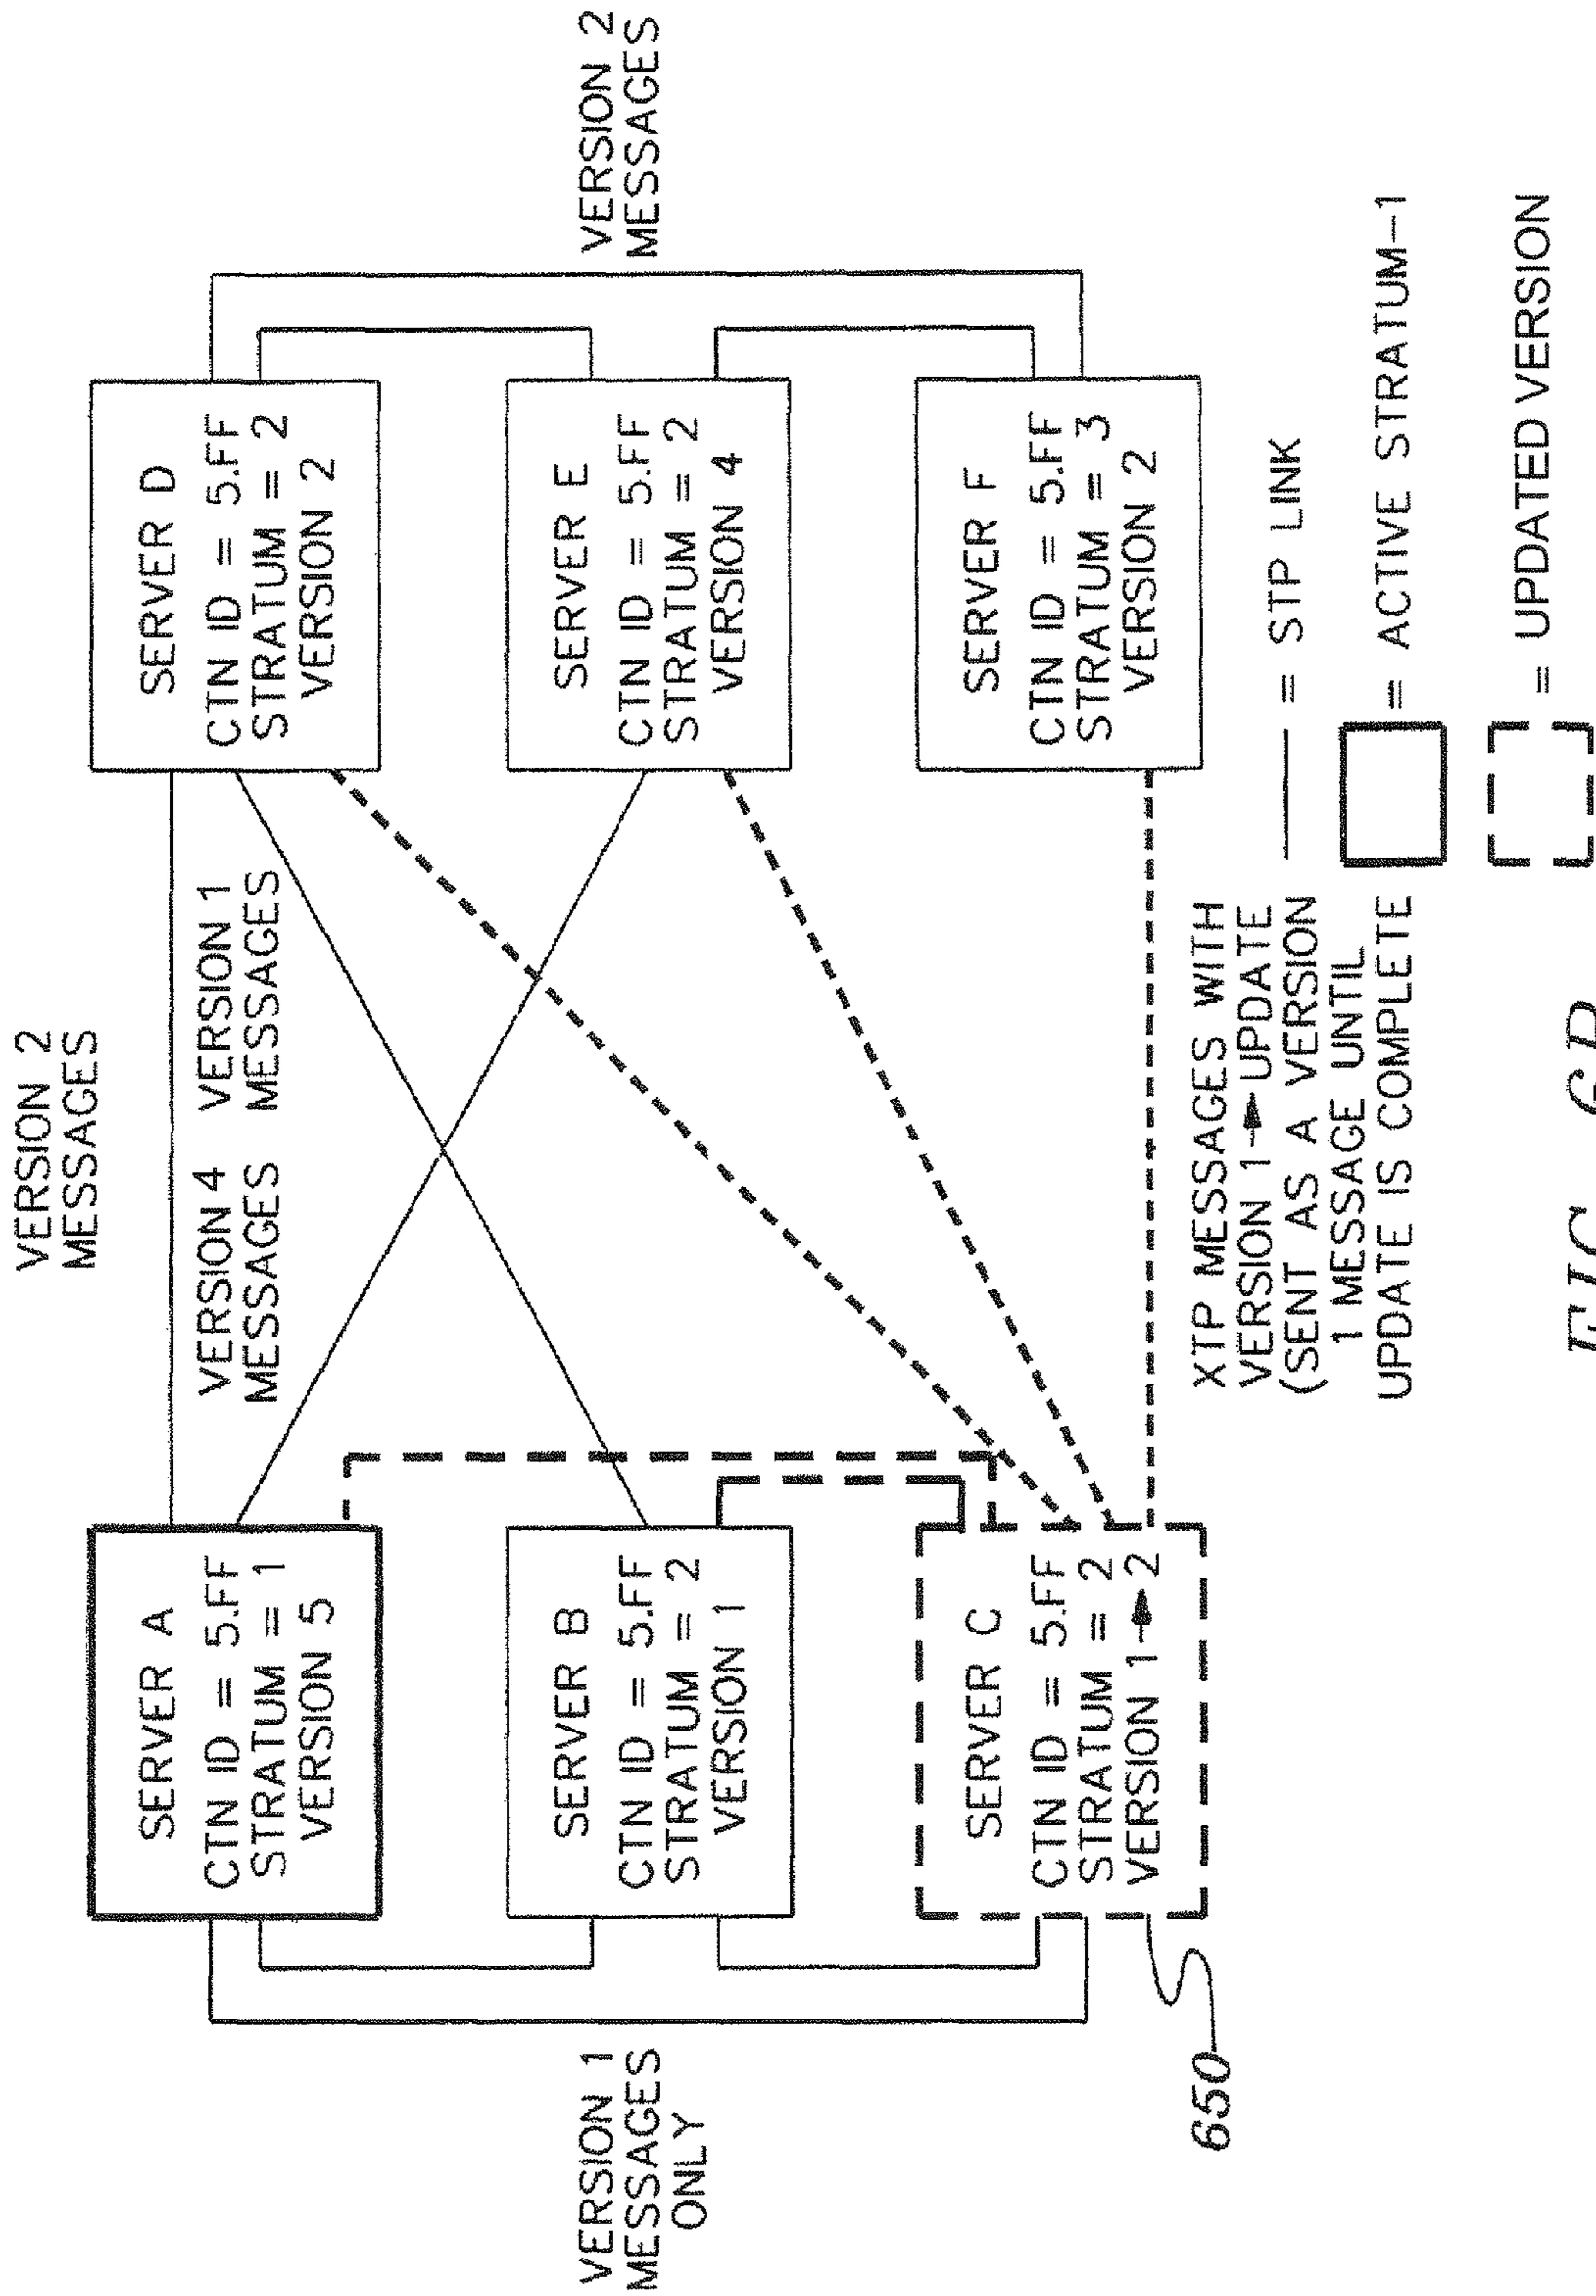 VERSION 2
MESSAGES
SERVER A
CTN ID = 5.FF
STRATUM = 1
VERSION 5
VERSION 4
MESSAGES
VERSION 1
MESSAGES
SERVER D
CTN ID = 5.FF
STRATUM = 2
VERSION 2
VERSION 1
MESSAGES
ONLY
SERVER B
CTN ID = 5.FF
STRATUM = 2
VERSION 1
SERVER E
CTN ID = 5.FF
STRATUM = 2
VERSION 4
VERSION 2
MESSAGES
SERVER C
CTN ID = 5.FF
STRATUM = 2
VERSION 1→2
SERVER F
CTN ID = 5.FF
STRATUM = 3
VERSION 2
650
XTP MESSAGES WITH
VERSION 1→UPDATE
(SENT AS A VERSION
1 MESSAGE UNTIL
UPDATE IS COMPLETE
= STP LINK
= ACTIVE STRATUM-1
= UPDATED VERSION